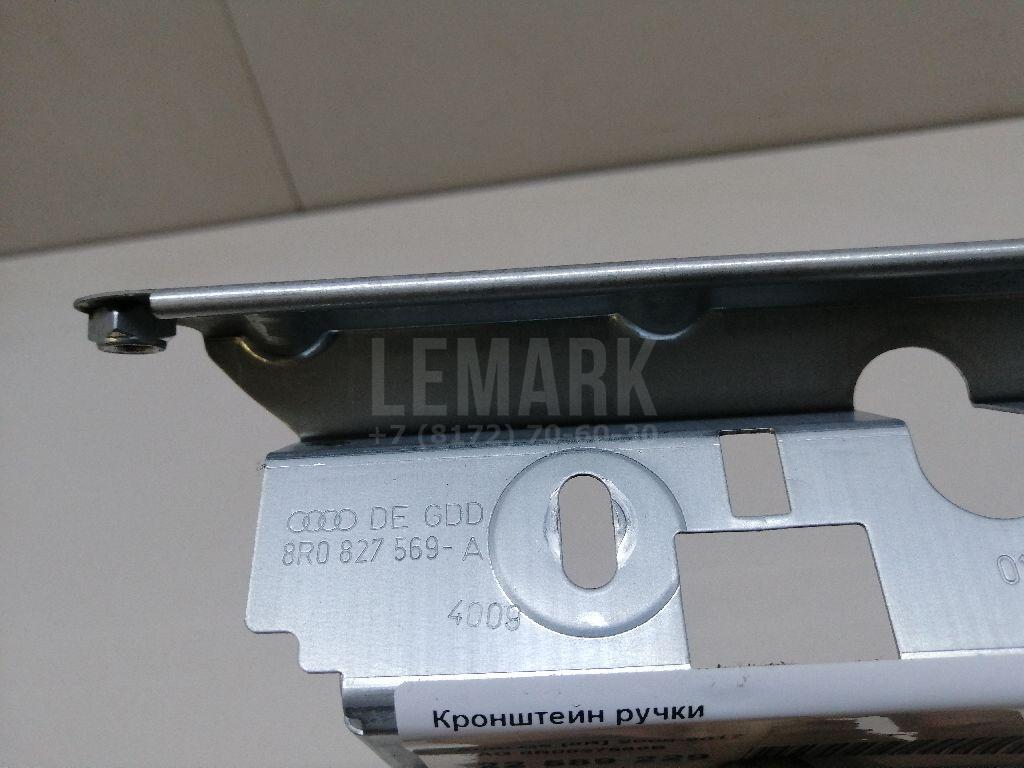 LEMARK
+7 (8172) 70-60-30
DE GDD
8R0 827 569- A
4009
Кронштейн ручки